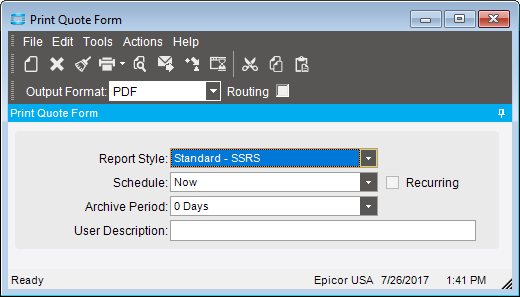 Print Quote Form
File Edit Tools Actions Help
Output Format: PDF Routing
Print Quote Form
Report Style: Standard - SSRS
Schedule: Now Recurring
Archive Period: 0 Days
User Description:
Ready Epicor USA 7/26/2017 1:41 PM